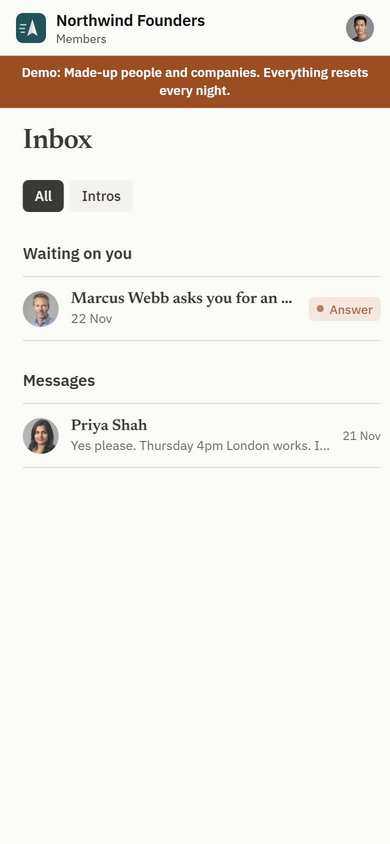 Northwind Founders
Members
Demo: Made-up people and companies. Everything resets
every night.
Inbox
All
Intros
Waiting on you
Marcus Webb asks you for an ...
22 Nov
Answer
Messages
Priya Shah
Yes please. Thursday 4pm London works. I...
21 Nov